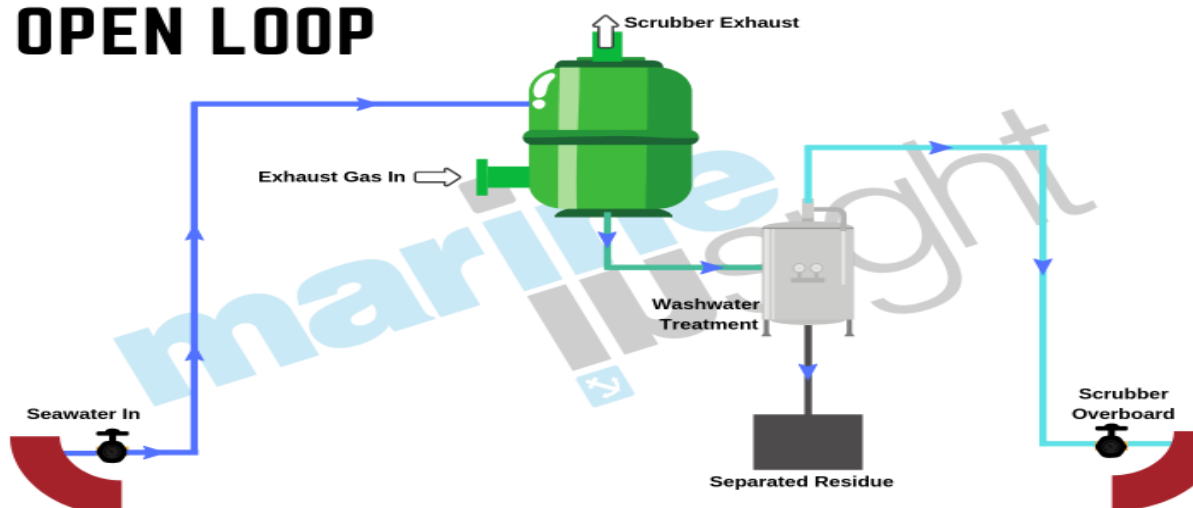 OPEN LOOP
Scrubber Exhaust
Exhaust Gas In
Washwater
Treatment
Seawater In
Scrubber
Overboard
Separated Residue
marine
insight